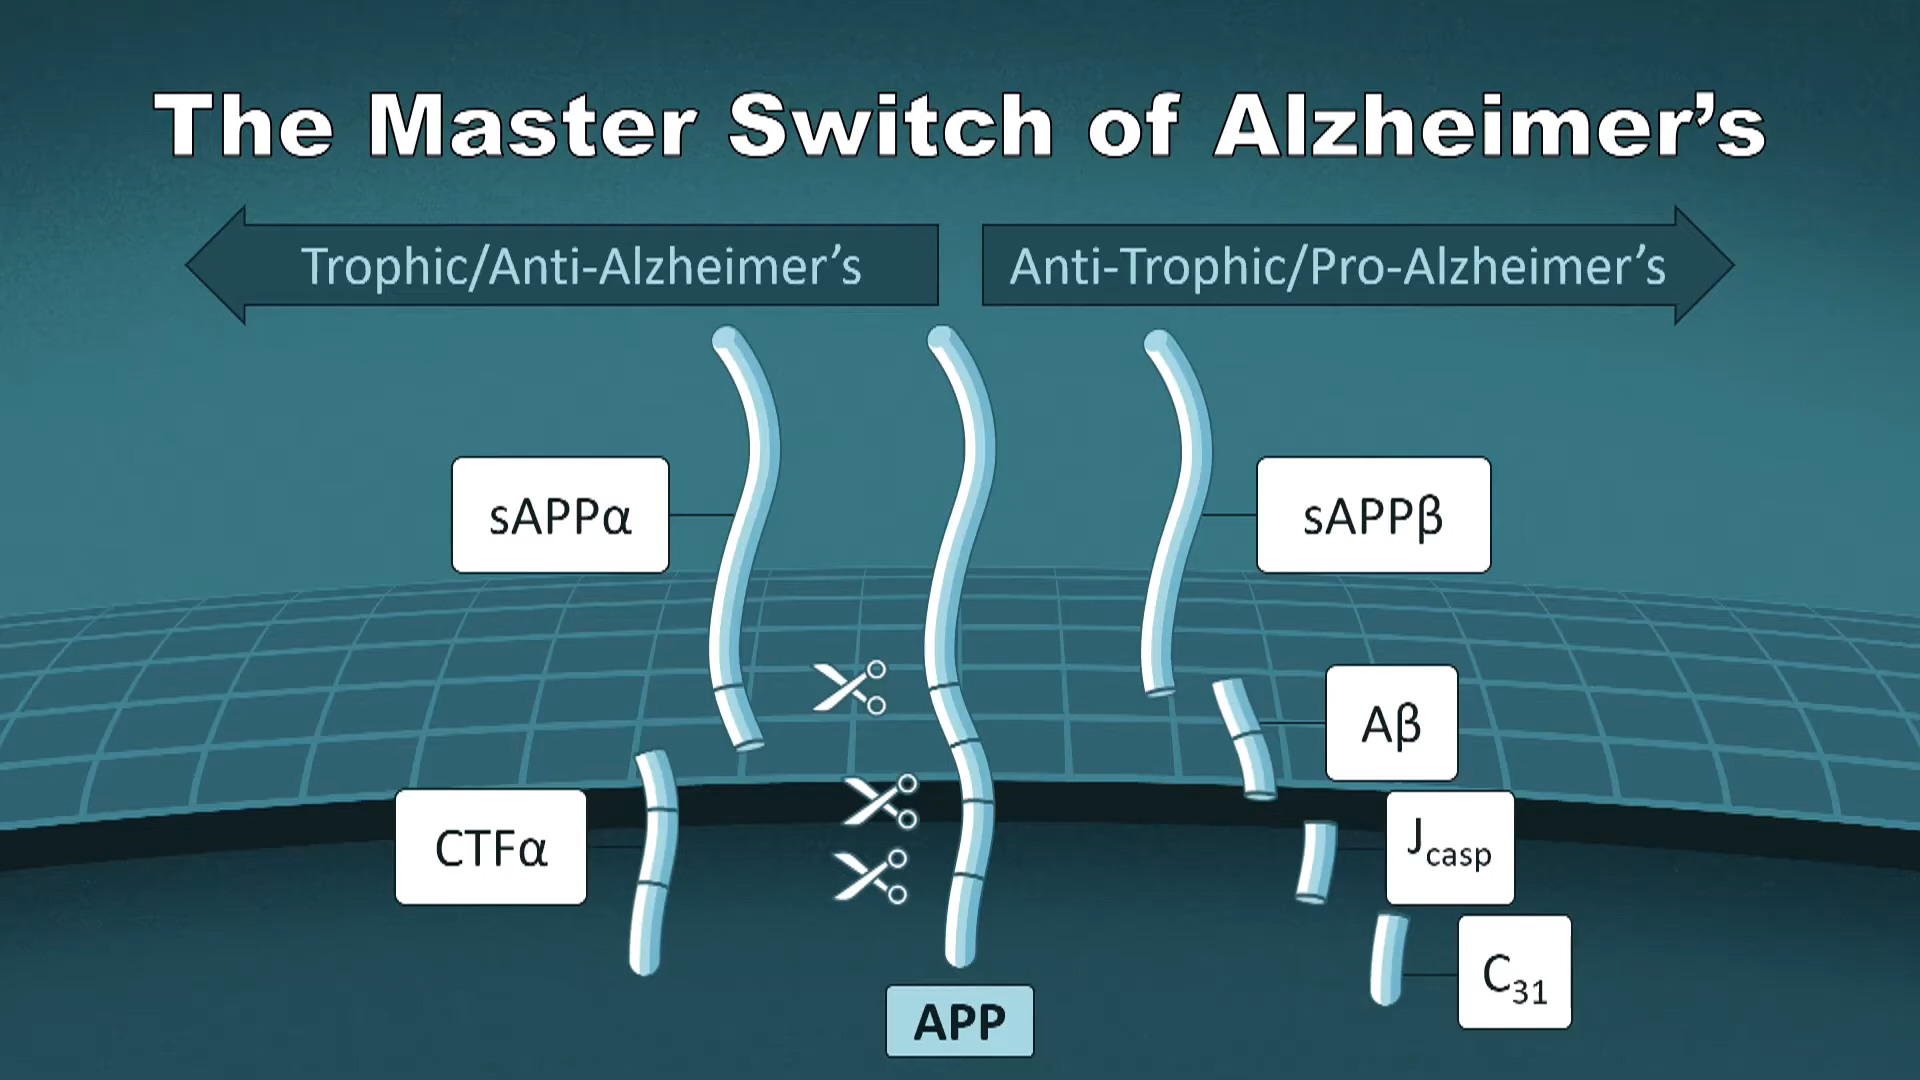 The Master Switch of Alzheimer’s
Trophic/Anti-Alzheimer’s
Anti-Trophic/Pro-Alzheimer’s
sAPPα
sAPPβ
Aβ
CTFα
Jcasp
C31
APP